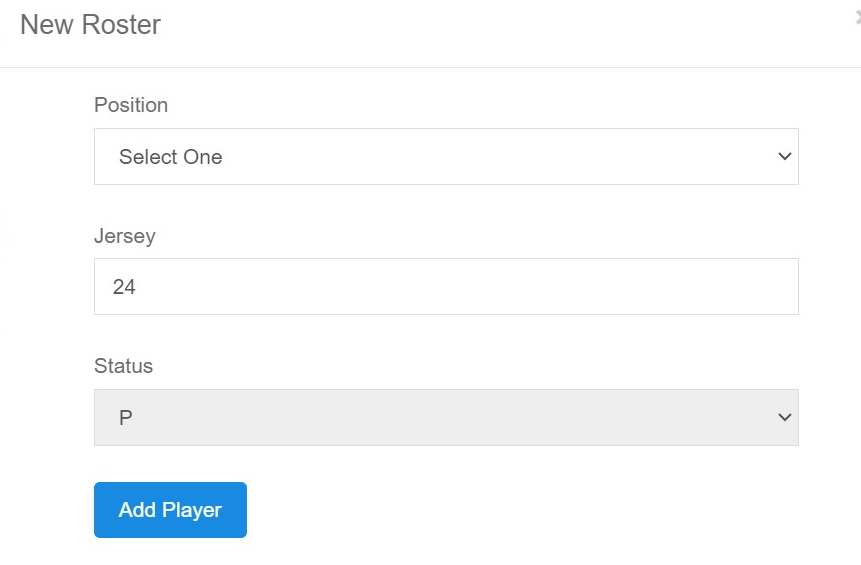 New Roster
Position
Select One
Jersey
24
Status
P
Add Player